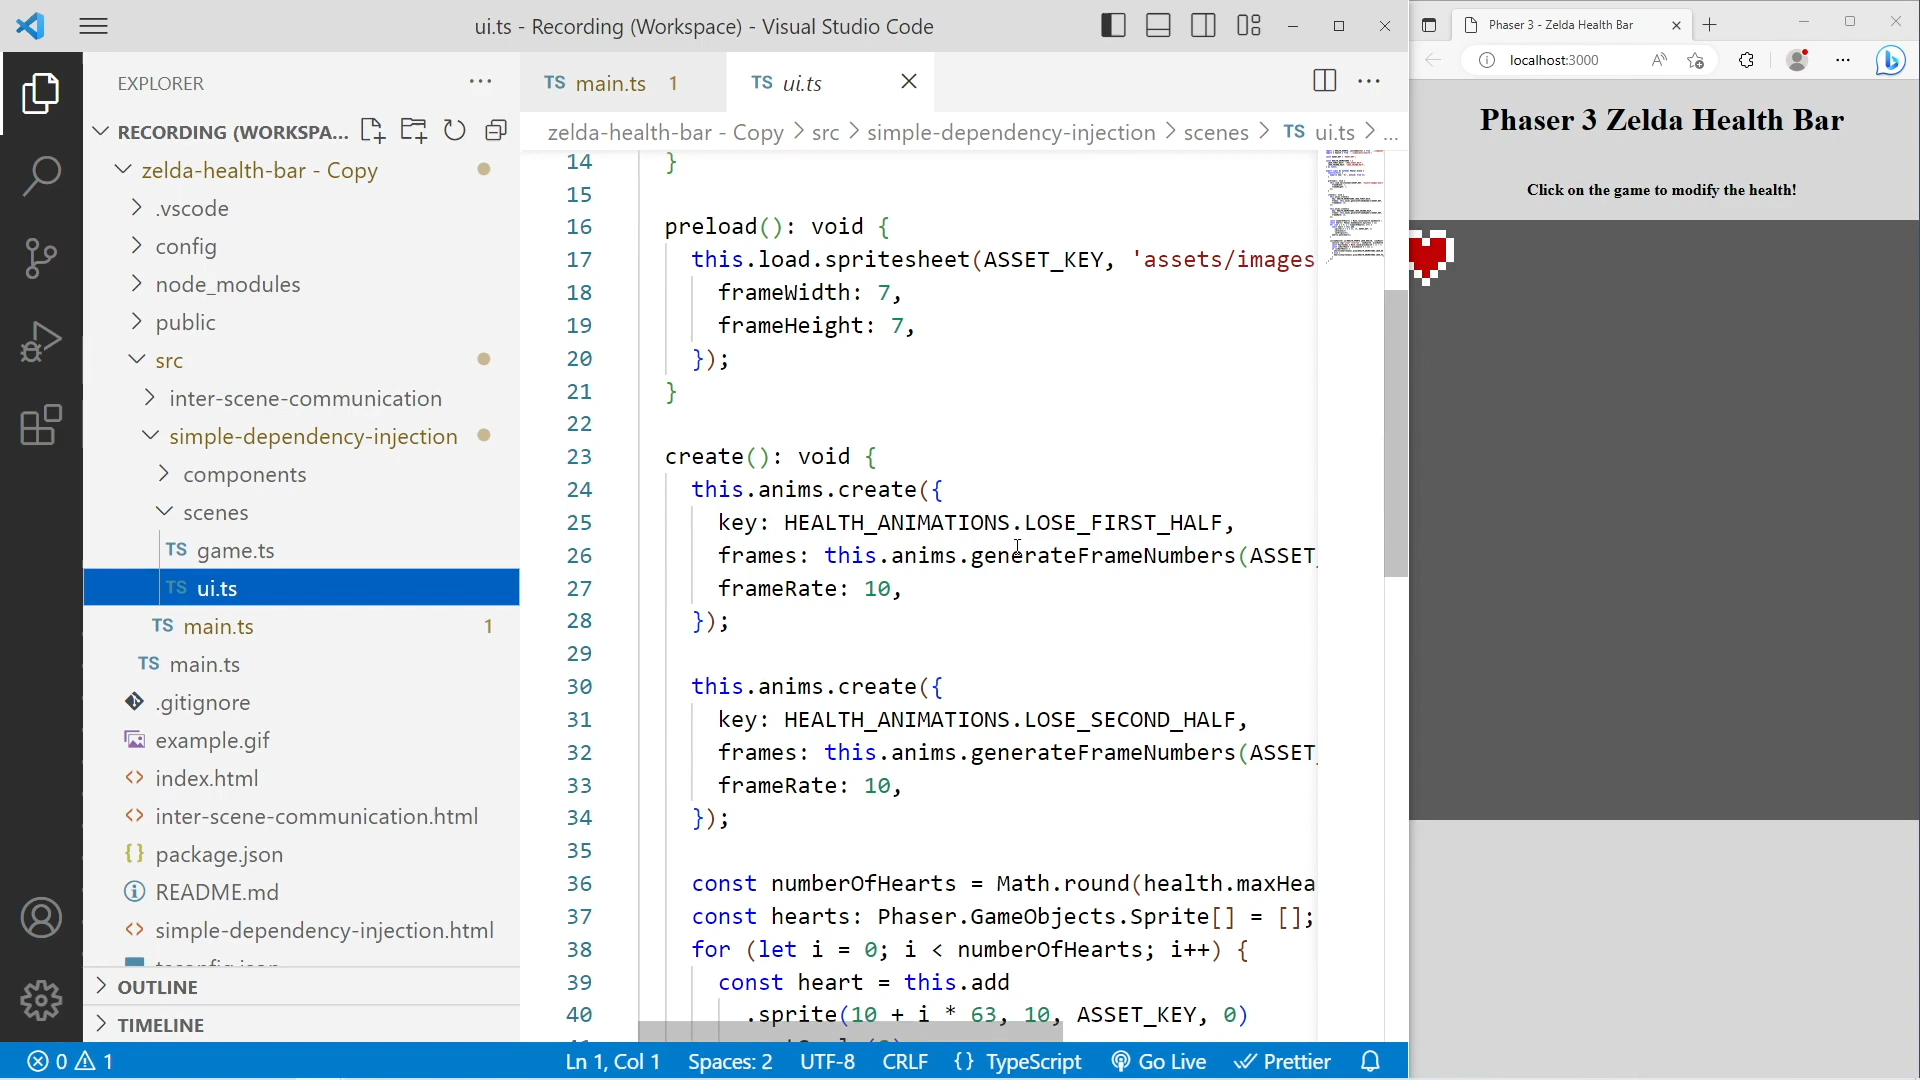 ui.ts - Recording (Workspace) - Visual Studio Code
EXPLORER
RECORDING (WORKSPA...
zelda-health-bar - Copy
.vscode
config
node_modules
public
src
inter-scene-communication
simple-dependency-injection
components
scenes
TS game.ts
TS ui.ts
TS main.ts 1
TS main.ts
.gitignore
example.gif
<> index.html
<> inter-scene-communication.html
{} package.json
README.md
<> simple-dependency-injection.html
tsconfig.json
OUTLINE
TIMELINE
TS main.ts 1
TS ui.ts
zelda-health-bar - Copy > src > simple-dependency-injection > scenes > TS ui.ts > ...
14 }
15
16 preload(): void {
17 this.load.spritesheet(ASSET_KEY, 'assets/images
18 frameWidth: 7,
19 frameHeight: 7,
20 });
21 }
22
23 create(): void {
24 this.anims.create({
25 key: HEALTH_ANIMATIONS.LOSE_FIRST_HALF,
26 frames: this.anims.generateFrameNumbers(ASSET_
27 frameRate: 10,
28 });
29
30 this.anims.create({
31 key: HEALTH_ANIMATIONS.LOSE_SECOND_HALF,
32 frames: this.anims.generateFrameNumbers(ASSET_
33 frameRate: 10,
34 });
35
36 const numberOfHearts = Math.round(health.maxHea
37 const hearts: Phaser.GameObjects.Sprite[] = [];
38 for (let i = 0; i < numberOfHearts; i++) {
39 const heart = this.add
40 .sprite(10 + i * 63, 10, ASSET_KEY, 0)
0 1
Ln 1, Col 1 Spaces: 2 UTF-8 CRLF {} TypeScript Go Live Prettier
Phaser 3 - Zelda Health Bar
localhost:3000
Phaser 3 Zelda Health Bar
Click on the game to modify the health!